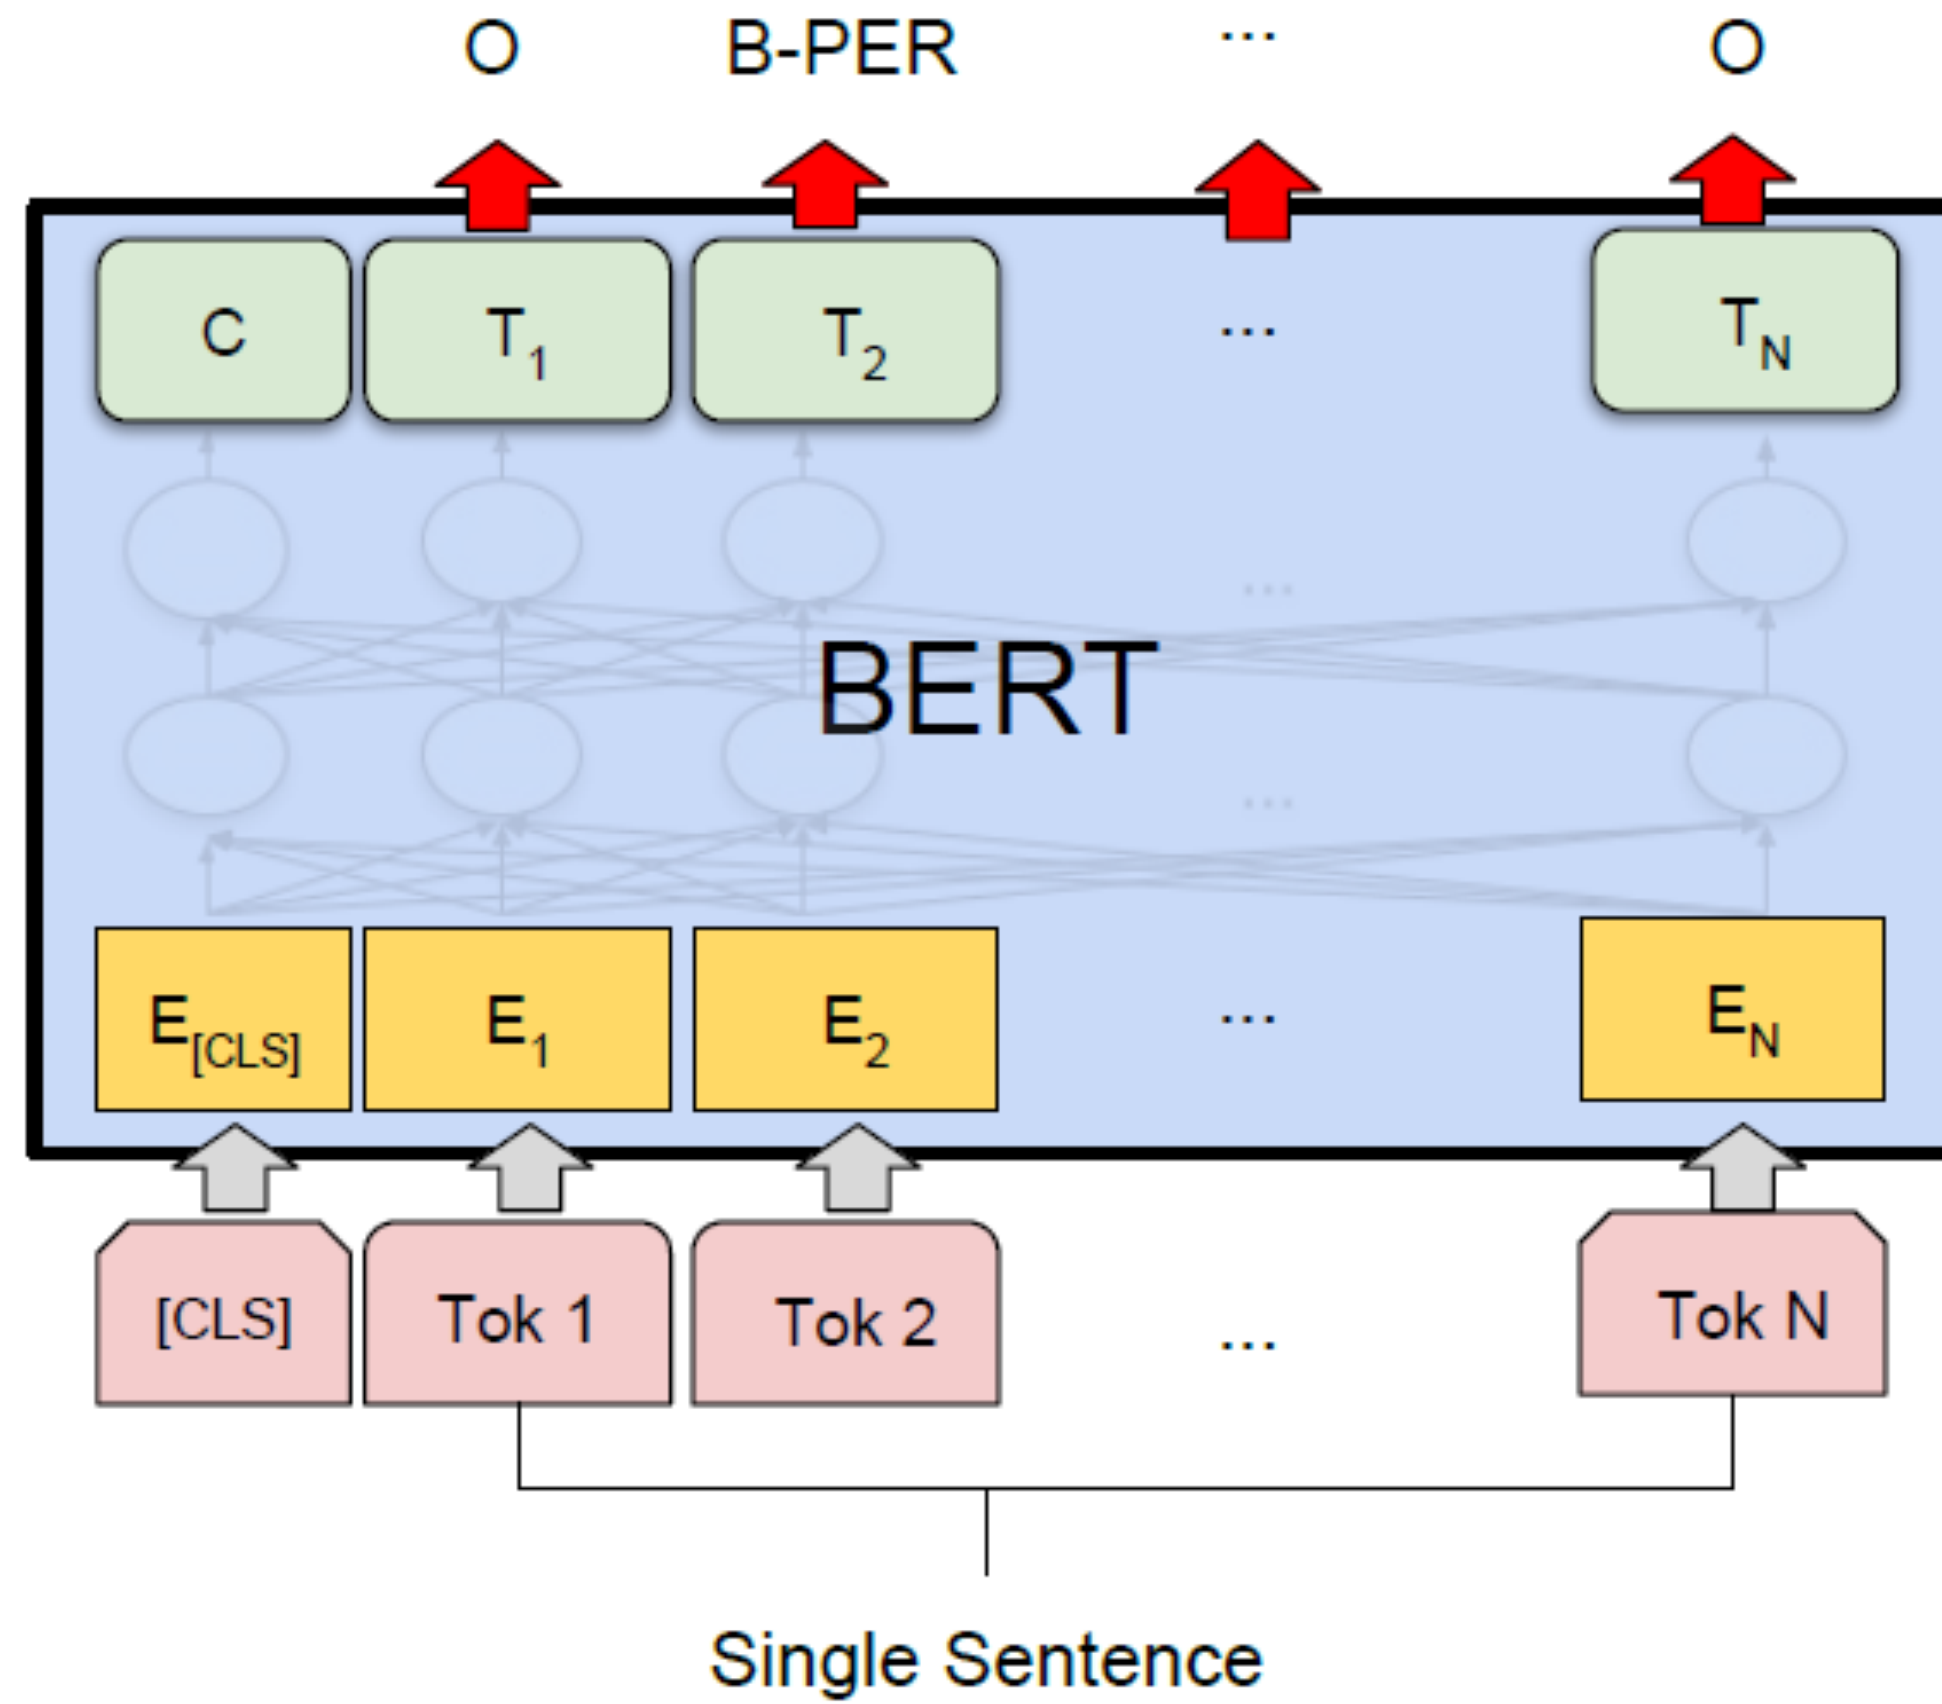 O B-PER ... O
C T1 T2 ... TN
...
BERT
...
E[CLS] E1 E2 ... EN
[CLS] Tok 1 Tok 2 ... Tok N
Single Sentence